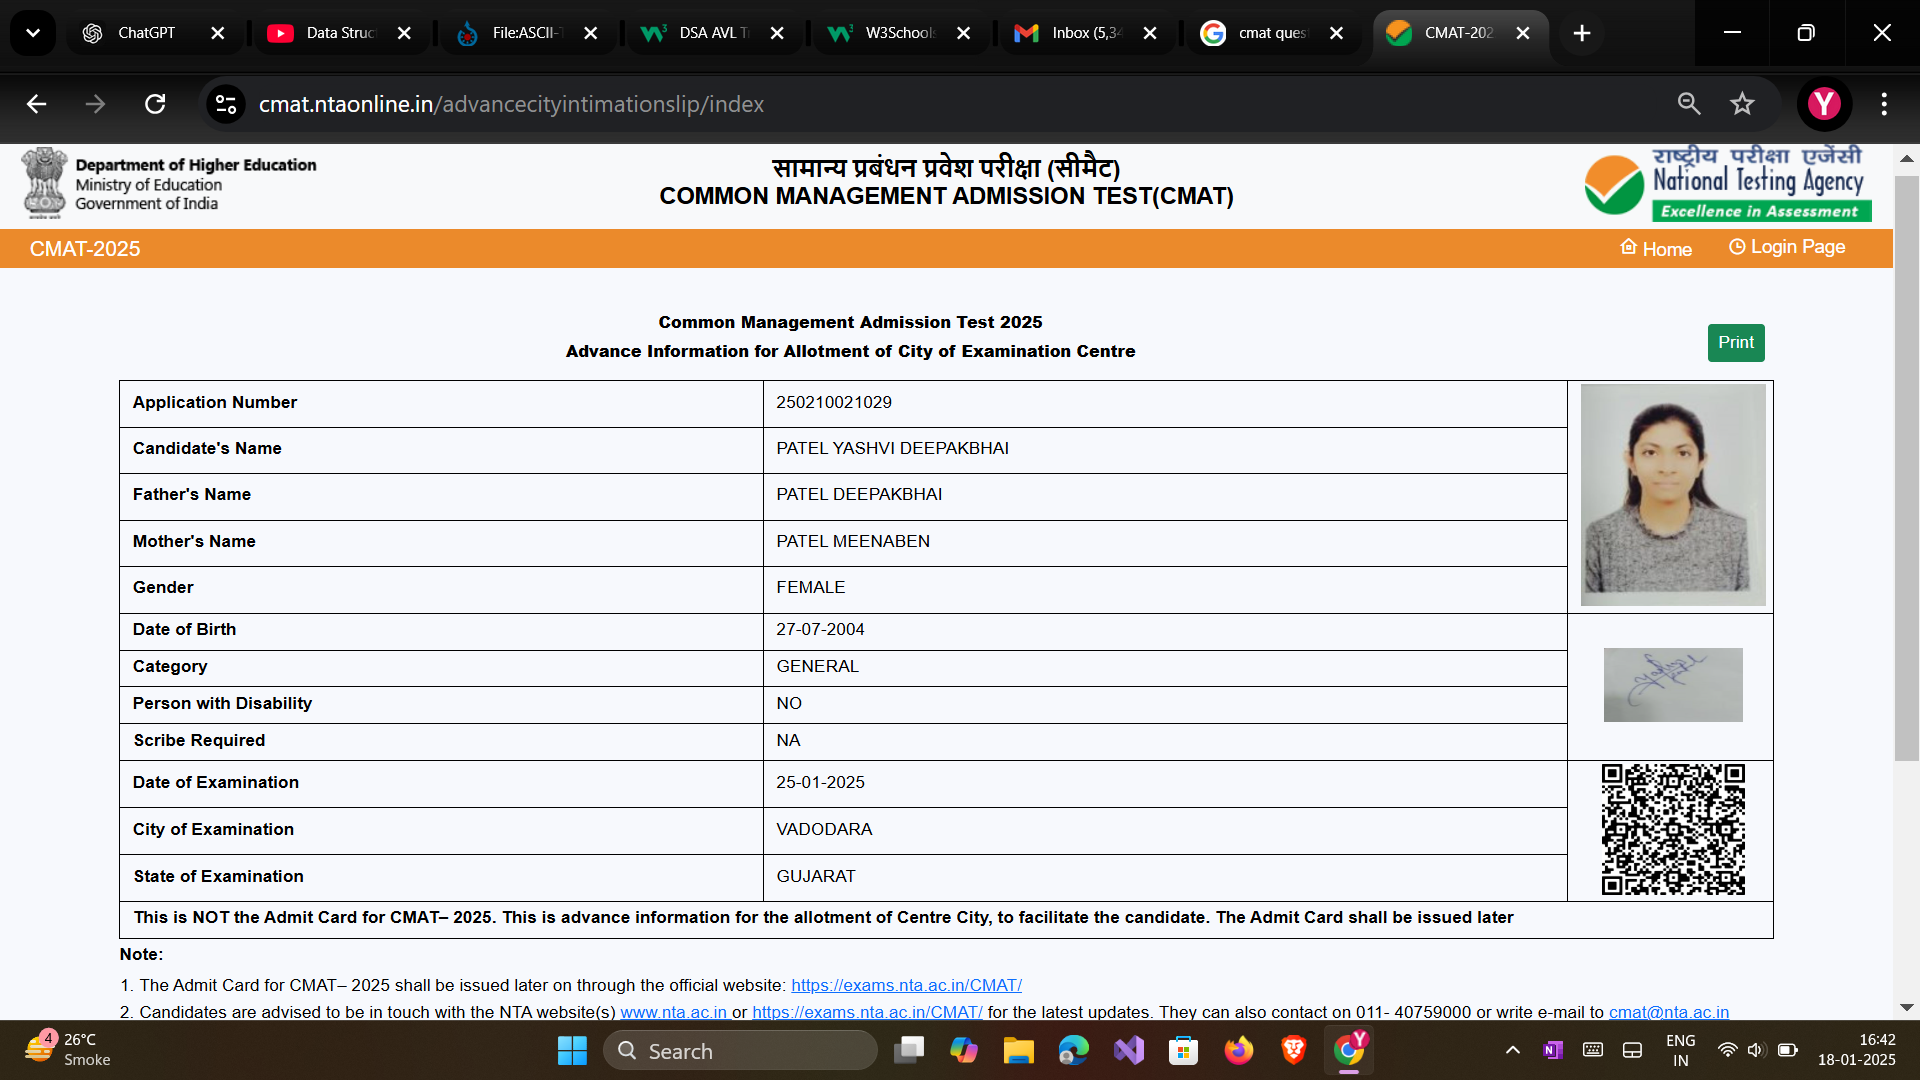 ChatGPT
Data Struc
File:ASCII-T
DSA AVL T
W3Schools
Inbox (5,34
cmat ques
CMAT-202
cmat.ntaonline.in/advancecityintimationslip/index
Y
Department of Higher Education
Ministry of Education
Government of India
सामान्य प्रबंधन प्रवेश परीक्षा (सीमैट)
COMMON MANAGEMENT ADMISSION TEST(CMAT)
राष्ट्रीय परीक्षा एजेंसी
National Testing Agency
Excellence in Assessment
CMAT-2025
Home
Login Page
Common Management Admission Test 2025
Advance Information for Allotment of City of Examination Centre
Print
Application Number 250210021029
Candidate's Name PATEL YASHVI DEEPAKBHAI
Father's Name PATEL DEEPAKBHAI
Mother's Name PATEL MEENABEN
Gender FEMALE
Date of Birth 27-07-2004
Category GENERAL
Person with Disability NO
Scribe Required NA
Date of Examination 25-01-2025
City of Examination VADODARA
State of Examination GUJARAT
This is NOT the Admit Card for CMAT– 2025. This is advance information for the allotment of Centre City, to facilitate the candidate. The Admit Card shall be issued later
Note:
1. The Admit Card for CMAT– 2025 shall be issued later on through the official website: https://exams.nta.ac.in/CMAT/
2. Candidates are advised to be in touch with the NTA website(s) www.nta.ac.in or https://exams.nta.ac.in/CMAT/ for the latest updates. They can also contact on 011- 40759000 or write e-mail to cmat@nta.ac.in
4
26°C
Smoke
Search
Y
N
ENG
IN
16:42
18-01-2025